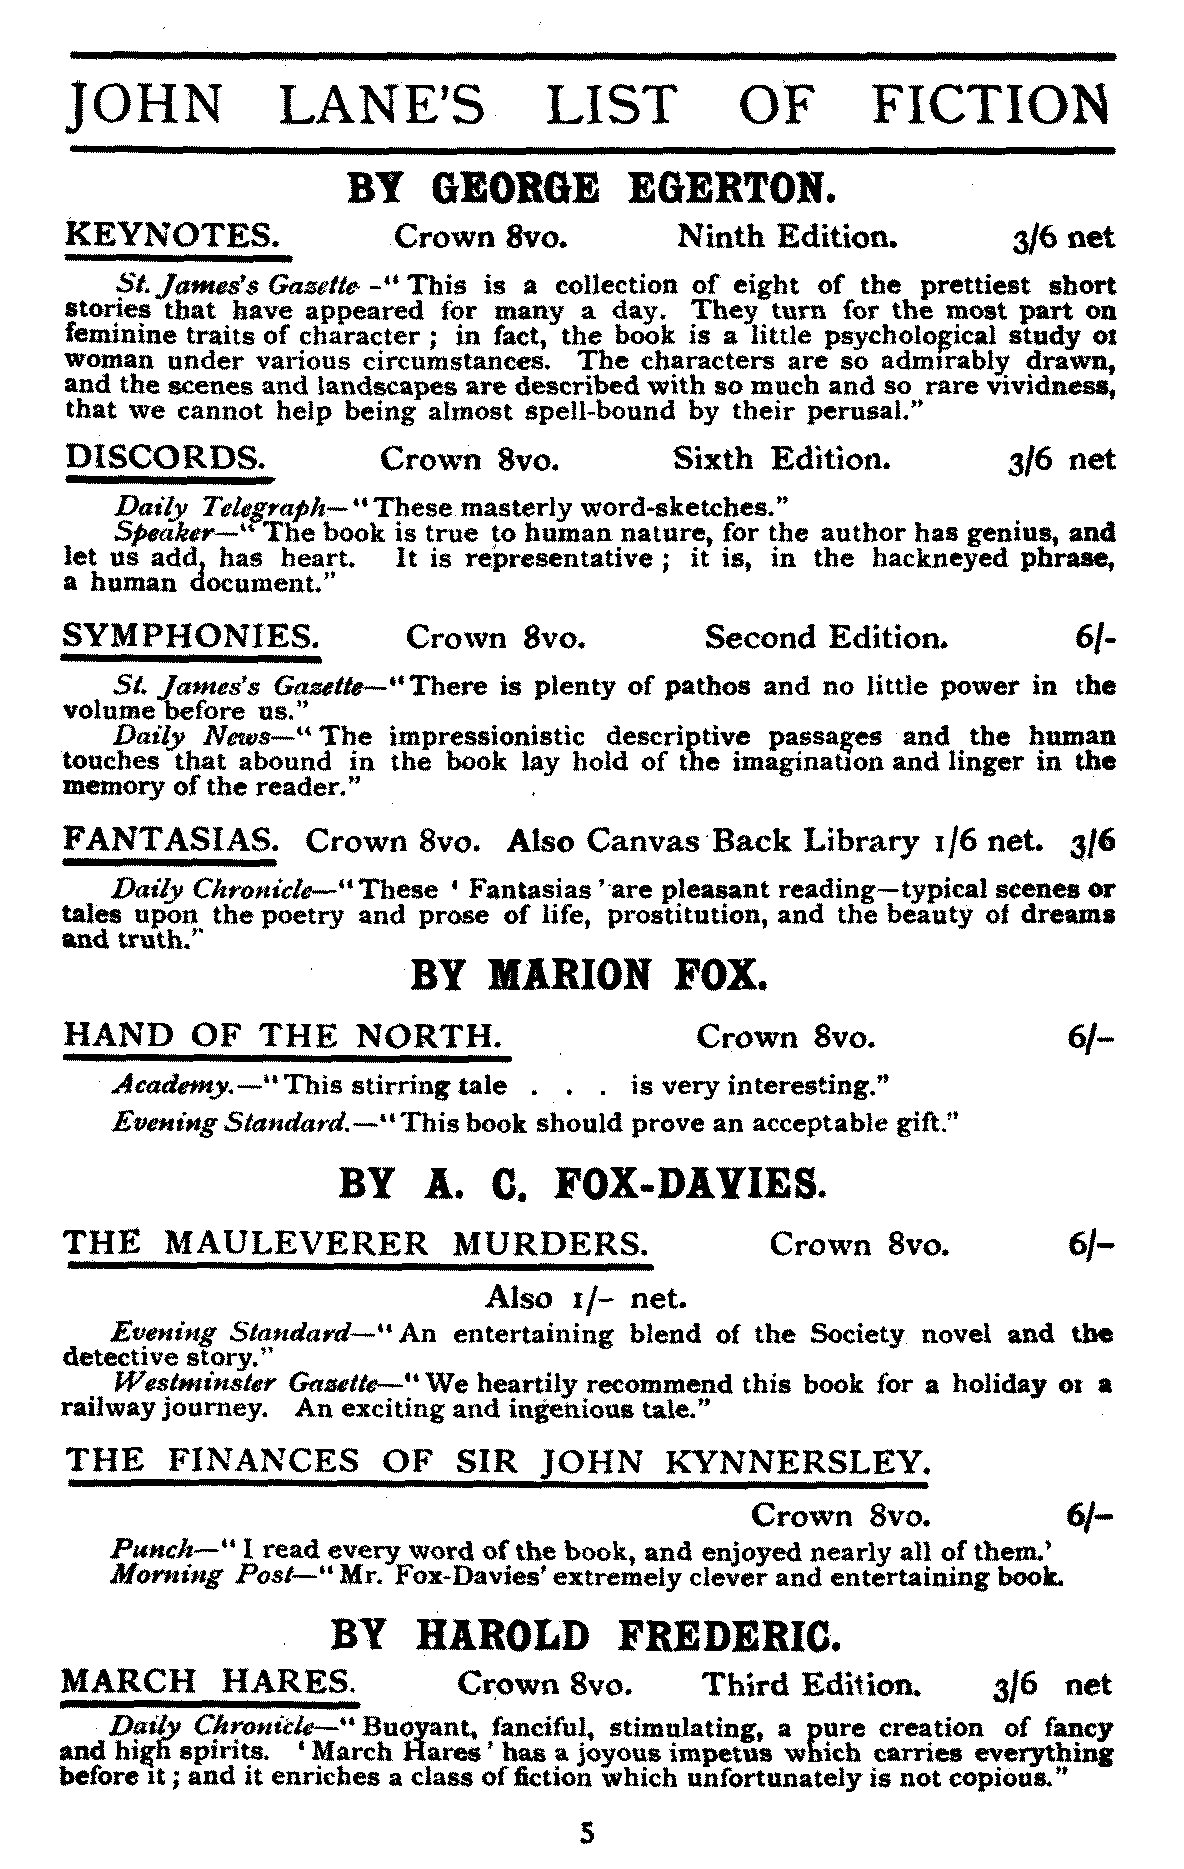 JOHN LANE'S LIST OF FICTION
BY GEORGE EGERTON.
KEYNOTES. Crown 8vo. Ninth Edition. 3/6 net
St. James's Gazette -"This is a collection of eight of the prettiest short
stories that have appeared for many a day. They turn for the most part on
feminine traits of character; in fact, the book is a little psychological study of
woman under various circumstances. The characters are so admirably drawn,
and the scenes and landscapes are described with so much and so rare vividness,
that we cannot help being almost spell-bound by their perusal."
DISCORDS. Crown 8vo. Sixth Edition. 3/6 net
Daily Telegraph—"These masterly word-sketches."
Speaker—"The book is true to human nature, for the author has genius, and
let us add, has heart. It is representative; it is, in the hackneyed phrase,
a human document."
SYMPHONIES. Crown 8vo. Second Edition. 6/-
St. James's Gazette—"There is plenty of pathos and no little power in the
volume before us."
Daily News—"The impressionistic descriptive passages and the human
touches that abound in the book lay hold of the imagination and linger in the
memory of the reader."
FANTASIAS. Crown 8vo. Also Canvas Back Library 1/6 net. 3/6
Daily Chronicle—"These 'Fantasias' are pleasant reading—typical scenes or
tales upon the poetry and prose of life, prostitution, and the beauty of dreams
and truth."
BY MARION FOX.
HAND OF THE NORTH. Crown 8vo. 6/-
Academy.—"This stirring tale . . . is very interesting."
Evening Standard.—"This book should prove an acceptable gift."
BY A. C. FOX-DAVIES.
THE MAULEVERER MURDERS. Crown 8vo. 6/-
Also 1/- net.
Evening Standard—"An entertaining blend of the Society novel and the
detective story."
Westminster Gazette—"We heartily recommend this book for a holiday or a
railway journey. An exciting and ingenious tale."
THE FINANCES OF SIR JOHN KYNNERSLEY.
Crown 8vo. 6/-
Punch—"I read every word of the book, and enjoyed nearly all of them.'
Morning Post—"Mr. Fox-Davies' extremely clever and entertaining book.
BY HAROLD FREDERIC.
MARCH HARES. Crown 8vo. Third Edition. 3/6 net
Daily Chronicle—"Buoyant, fanciful, stimulating, a pure creation of fancy
and high spirits. 'March Hares' has a joyous impetus which carries everything
before it; and it enriches a class of fiction which unfortunately is not copious."
5